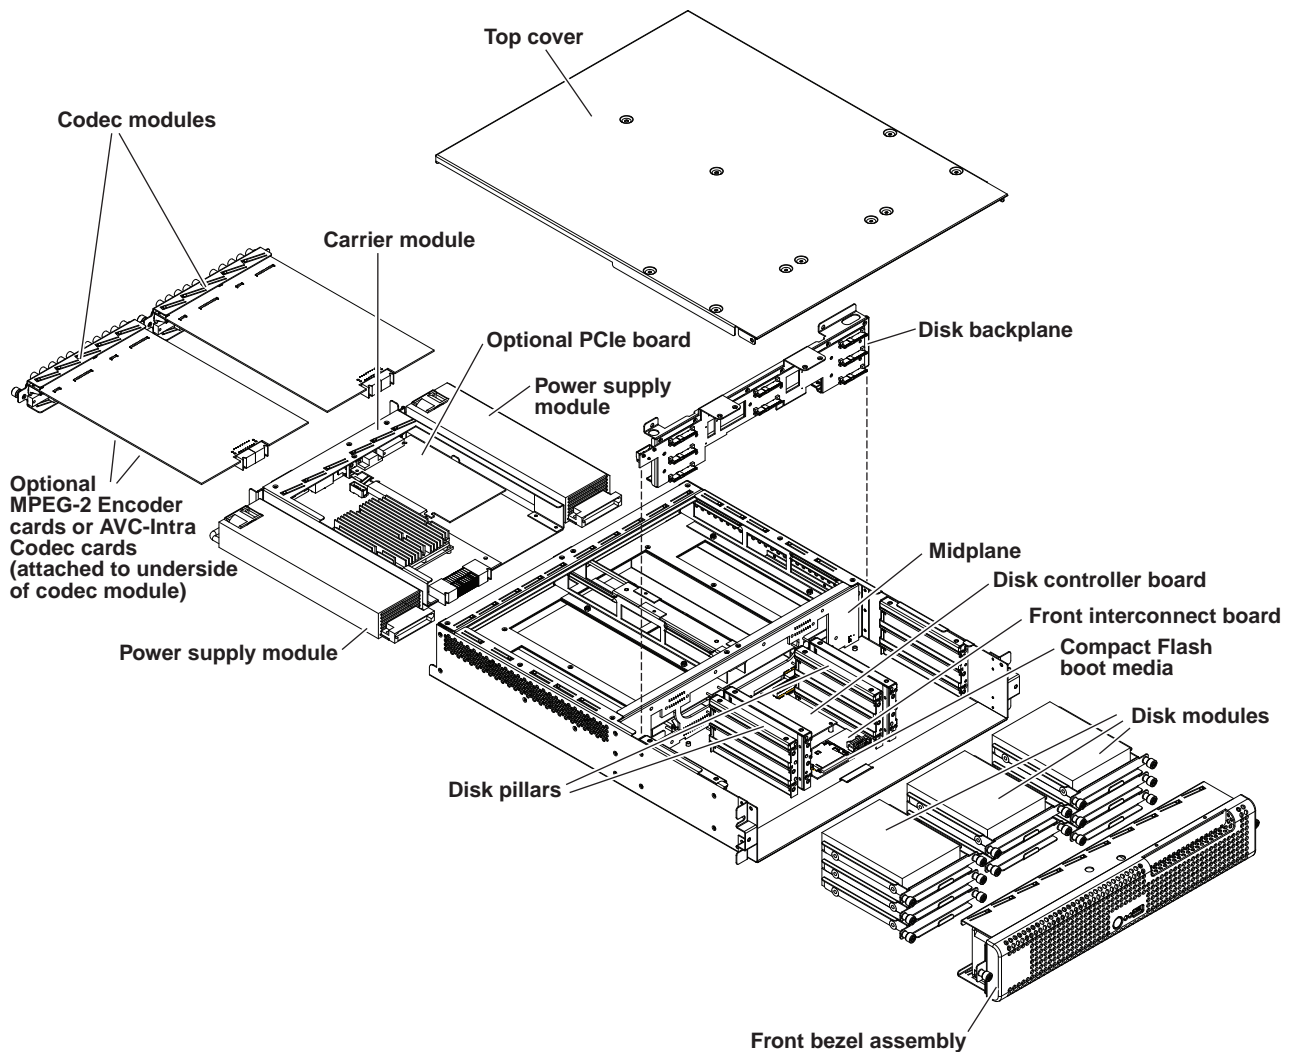 Top cover
Codec modules
Carrier module
Optional PCIe board
Disk backplane
Power supply
module
Optional
MPEG-2 Encoder
cards or AVC-Intra
Codec cards
(attached to underside
of codec module)
Midplane
Disk controller board
Front interconnect board
Compact Flash
boot media
Power supply module
Disk modules
Disk pillars
Front bezel assembly